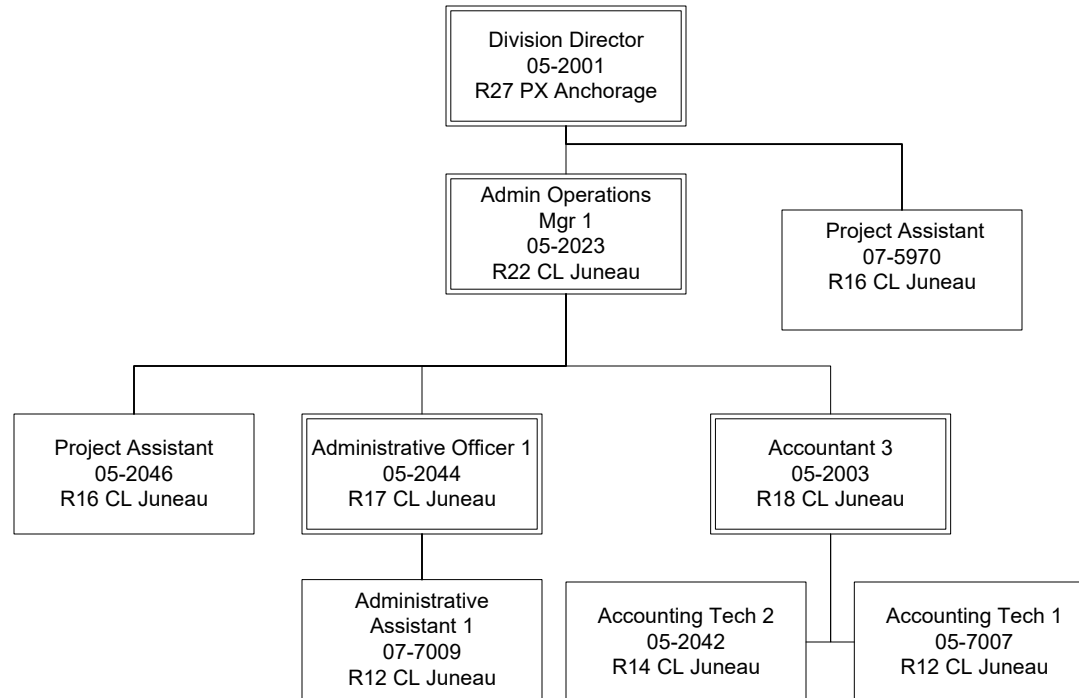 Division Director
05-2001
R27 PX Anchorage
Admin Operations
Mgr 1
05-2023
R22 CL Juneau
Project Assistant
07-5970
R16 CL Juneau
Project Assistant
05-2046
R16 CL Juneau
Administrative Officer 1
05-2044
R17 CL Juneau
Accountant 3
05-2003
R18 CL Juneau
Administrative
Assistant 1
07-7009
R12 CL Juneau
Accounting Tech 2
05-2042
R14 CL Juneau
Accounting Tech 1
05-7007
R12 CL Juneau